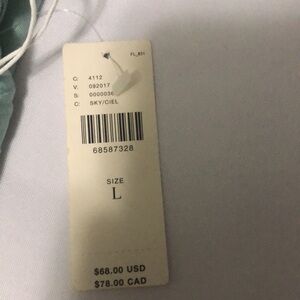 FL_831
C: 4112
V: 092017
S: 0000036
C: SKY/CIEL
68587328
SIZE
L
$68.00 USD
$78.00 CAD